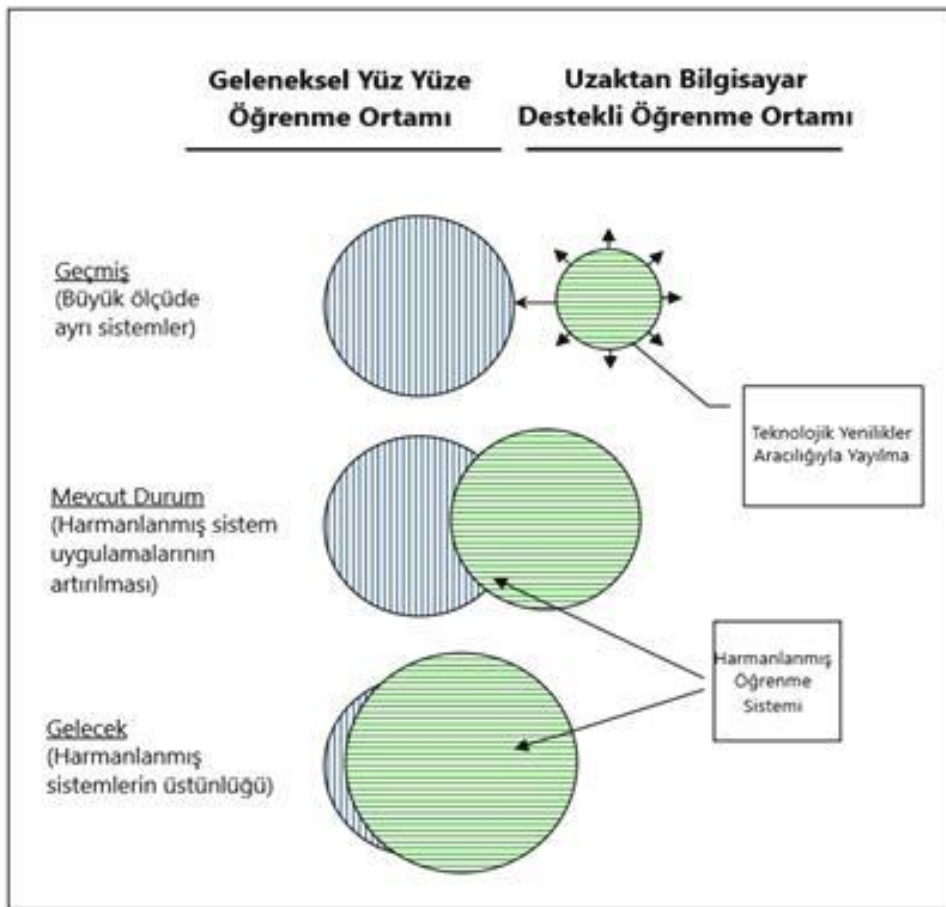 Geleneksel Yüz Yüze
Öğrenme Ortamı
Uzaktan Bilgisayar
Destekli Öğrenme Ortamı
Geçmiş
(Büyük ölçüde
ayrı sistemler)
Teknolojik Yenilikler
Aracılığıyla Yayılma
Mevcut Durum
(Harmanlanmış sistem
uygulamalarının
artırılması)
Harmanlanmış
Öğrenme
Sistemi
Gelecek
(Harmanlanmış
sistemlerin üstünlüğü)